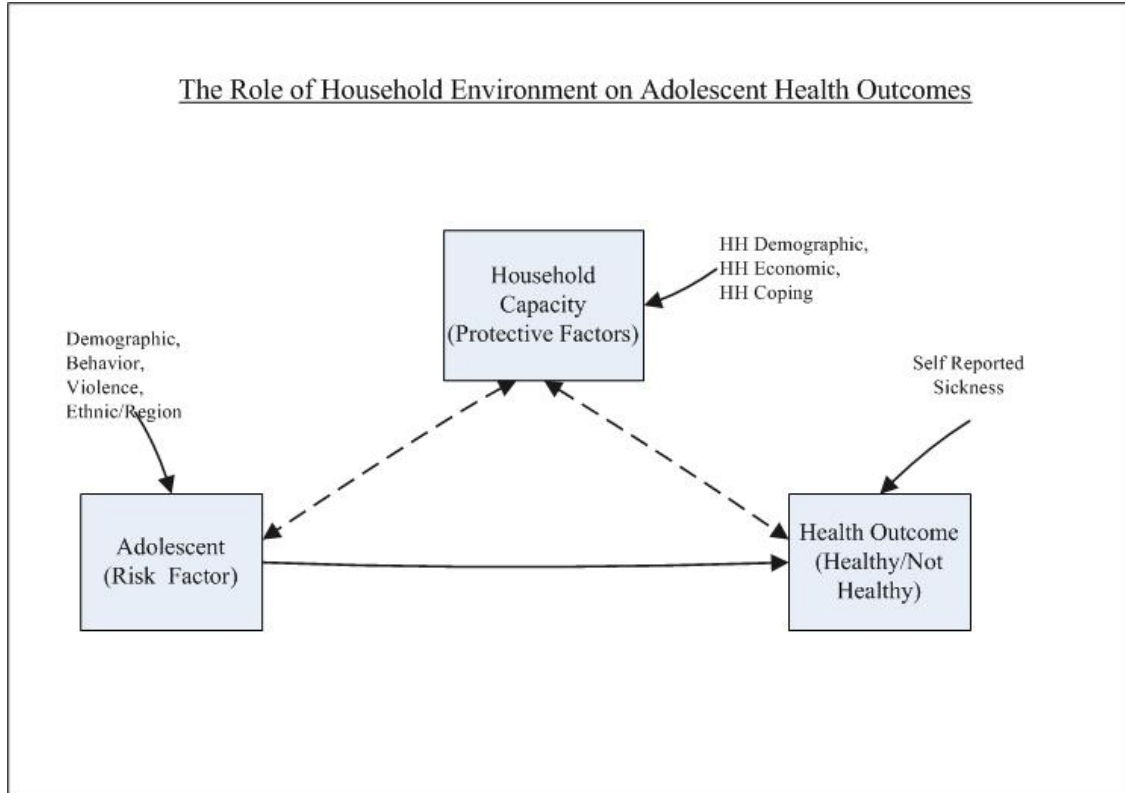 The Role of Household Environment on Adolescent Health Outcomes
Household
Capacity
(Protective Factors)
HH Demographic,
HH Economic,
HH Coping
Demographic,
Behavior,
Violence,
Ethnic/Region
Self Reported
Sickness
Adolescent
(Risk Factor)
Health Outcome
(Healthy/Not
Healthy)